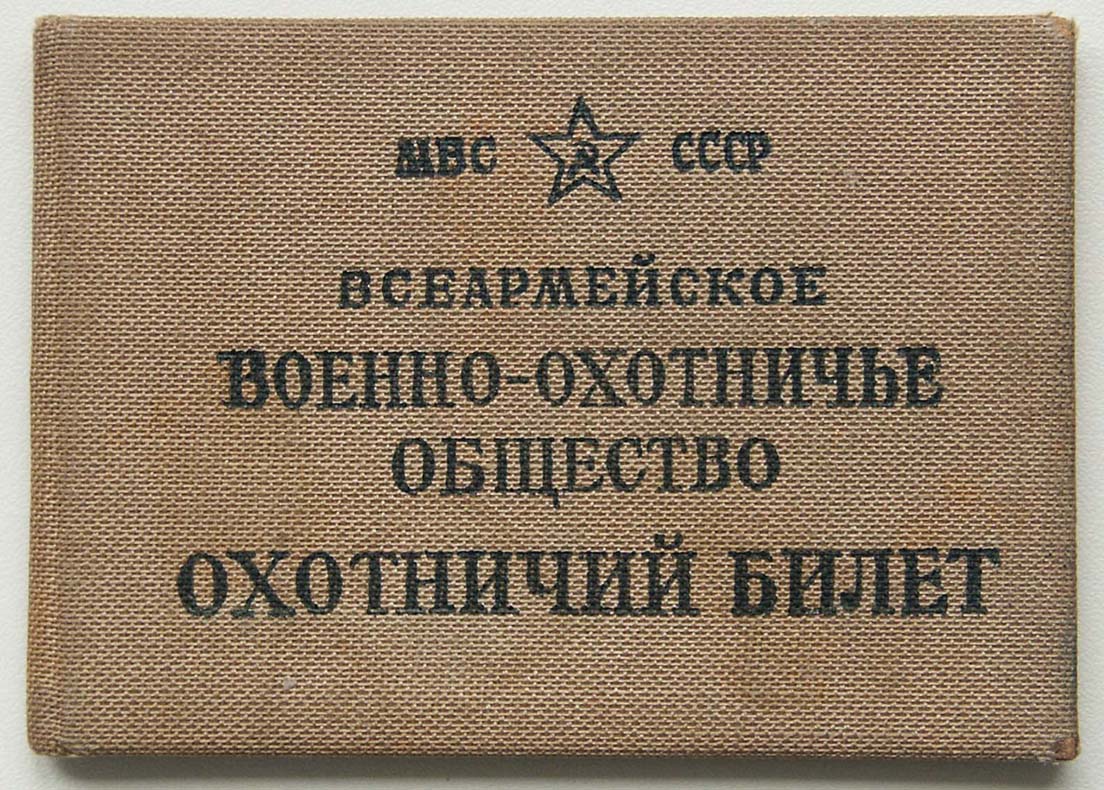 МВС СССР
ВСЕАРМЕЙСКОЕ
ВОЕННО-ОХОТНИЧЬЕ
ОБЩЕСТВО
ОХОТНИЧИЙ БИЛЕТ